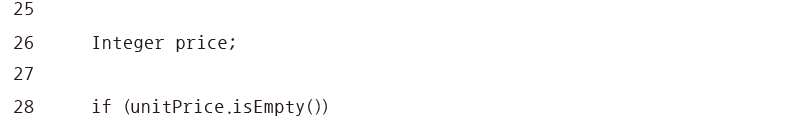 25
26 Integer price;
27
28 if (unitPrice.isEmpty())